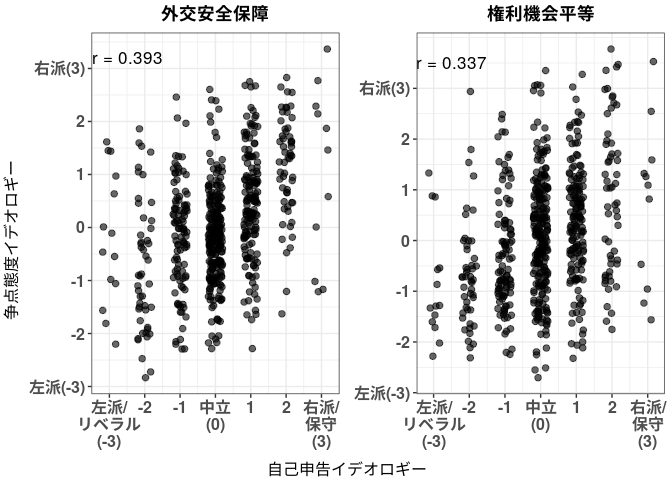 外交安全保障
権利機会平等
争点態度イデオロギー
r = 0.393
右派(3)
2
1
0
-1
-2
左派(-3)
左派/
リベラル
(-3)
-2
-1
中立
(0)
1
2
右派/
保守
(3)
r = 0.337
右派(3)
2
1
0
-1
-2
左派(-3)
左派/
リベラル
(-3)
-2
-1
中立
(0)
1
2
右派/
保守
(3)
自己申告イデオロギー